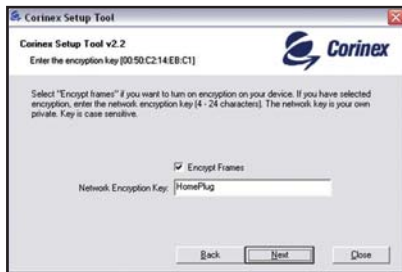 Corinex Setup Tool
Corinex Setup Tool v2.2
Enter the encryption key [00:50:C2:14:EB:C1]
Corinex
Select "Encrypt frames" if you want to turn on encryption on your device. If you have selected
encryption, enter the network encryption key (4 - 24 characters). The network key is your own
private. Key is case sensitive.
Encrypt Frames
Network Encryption Key: HomePlug
Back Next Close